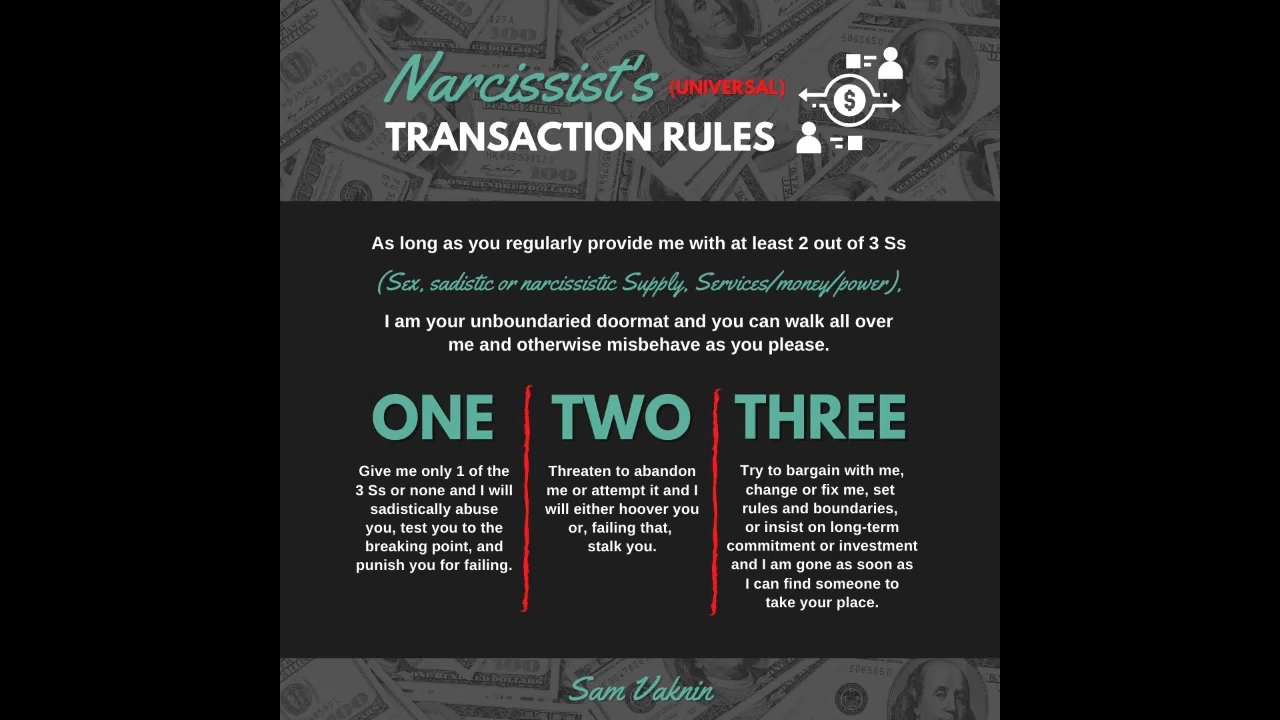 Narcissist's (UNIVERSAL)
TRANSACTION RULES
As long as you regularly provide me with at least 2 out of 3 Ss
(Sex, sadistic or narcissistic Supply, Services/money/power),
I am your unboundaried doormat and you can walk all over
me and otherwise misbehave as you please.
ONE
Give me only 1 of the
3 Ss or none and I will
sadistically abuse
you, test you to the
breaking point, and
punish you for failing.
TWO
Threaten to abandon
me or attempt it and I
will either hoover you
or, failing that,
stalk you.
THREE
Try to bargain with me,
change or fix me, set
rules and boundaries,
or insist on long-term
commitment or investment
and I am gone as soon as
I can find someone to
take your place.
Sam Vaknin